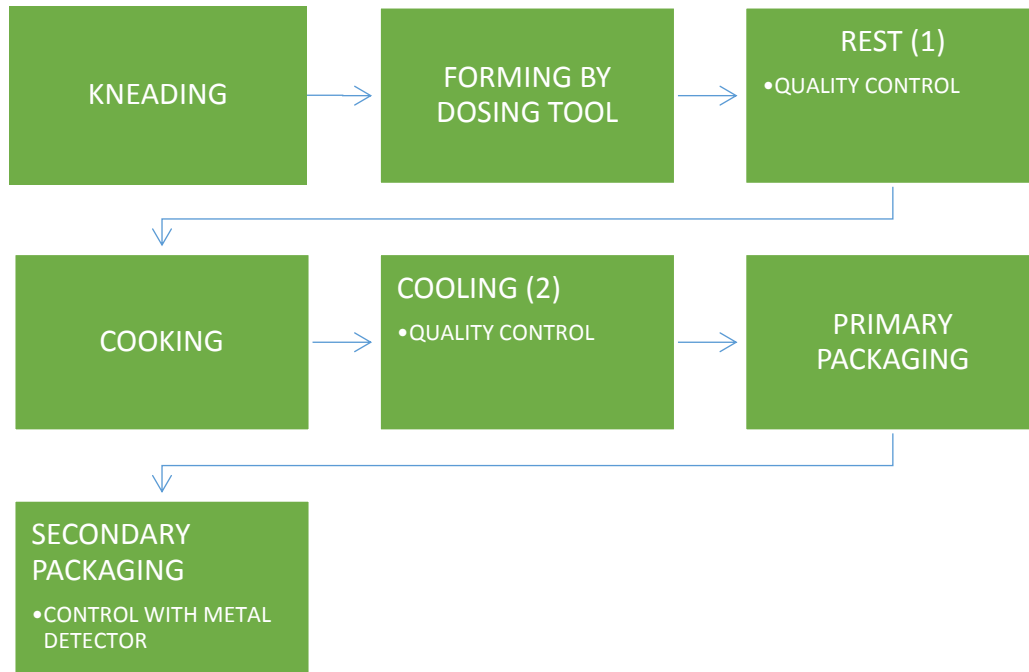 KNEADING
FORMING BY
DOSING TOOL
REST (1)
•QUALITY CONTROL
COOKING
COOLING (2)
•QUALITY CONTROL
PRIMARY
PACKAGING
SECONDARY
PACKAGING
•CONTROL WITH METAL
DETECTOR